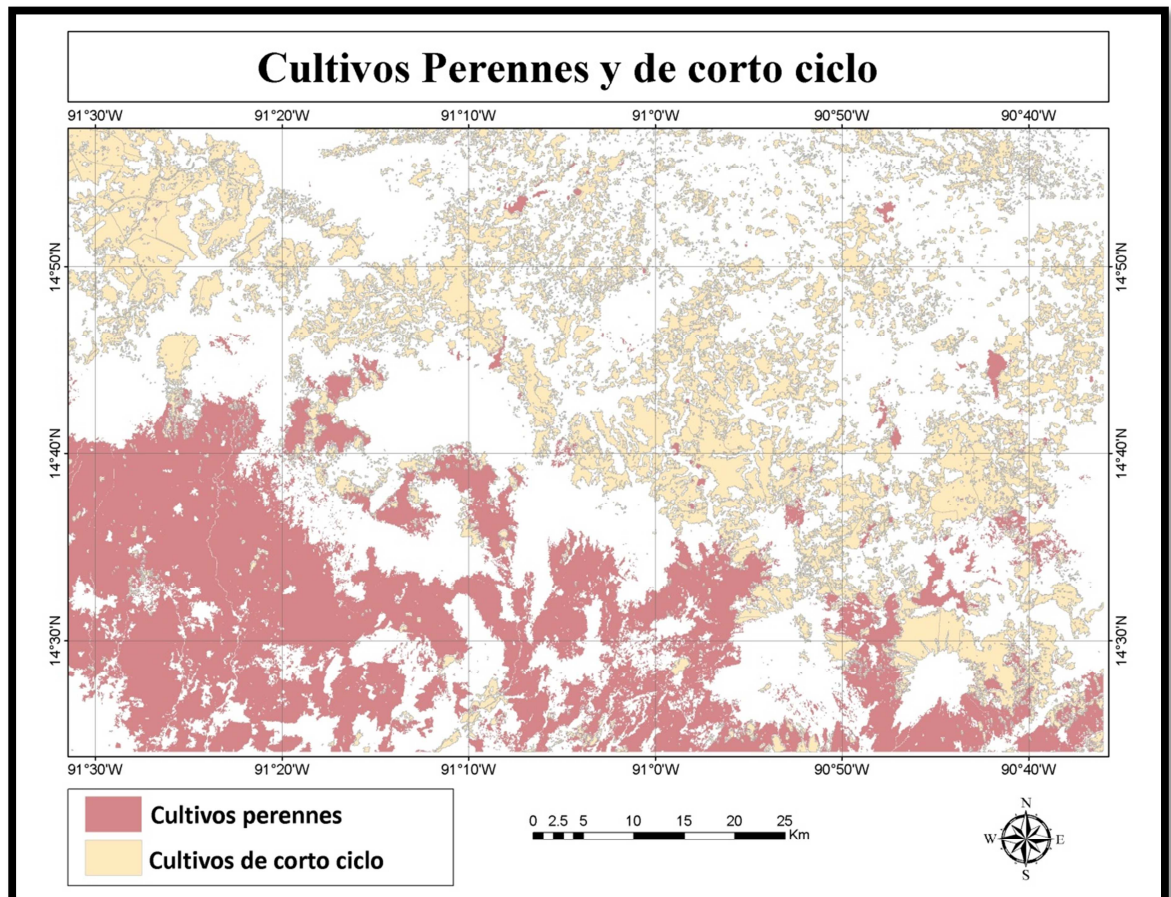 Cultivos Perennes y de corto ciclo
91°30'W 91°20'W 91°10'W 91°0'W 90°50'W 90°40'W
14°50'N 14°50'N
14°40'N 14°40'N
14°30'N 14°30'N
91°30'W 91°20'W 91°10'W 91°0'W 90°50'W 90°40'W
Cultivos perennes
Cultivos de corto ciclo
0 2.5 5 10 15 20 25
Km
N
W E
S